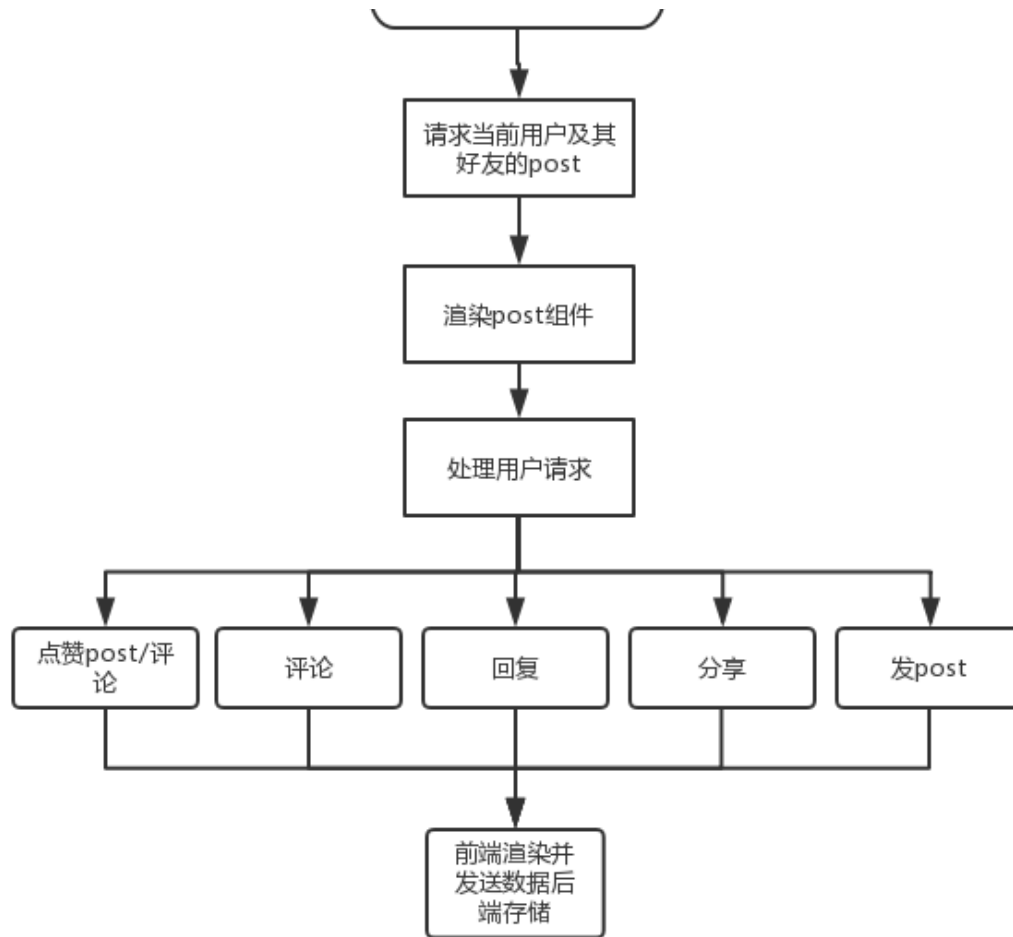 请求当前用户及其
好友的post
渲染post组件
处理用户请求
点赞post/评
论
评论
回复
分享
发post
前端渲染并
发送数据后
端存储